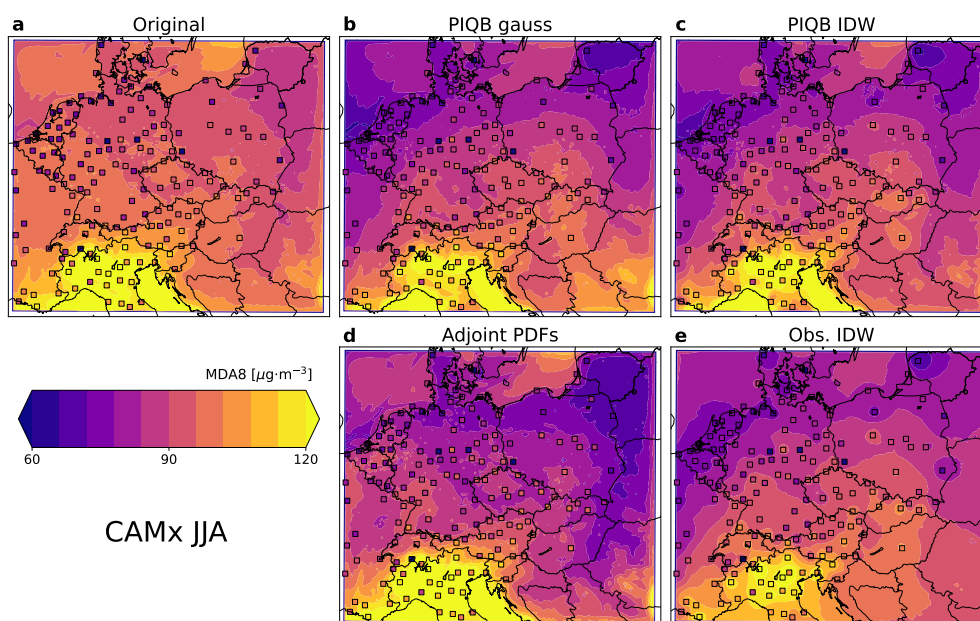 a Original
b PIQB gauss
c PIQB IDW
d Adjoint PDFs
e Obs. IDW
MDA8 [μg·m⁻³]
60 90 120
CAMx JJA